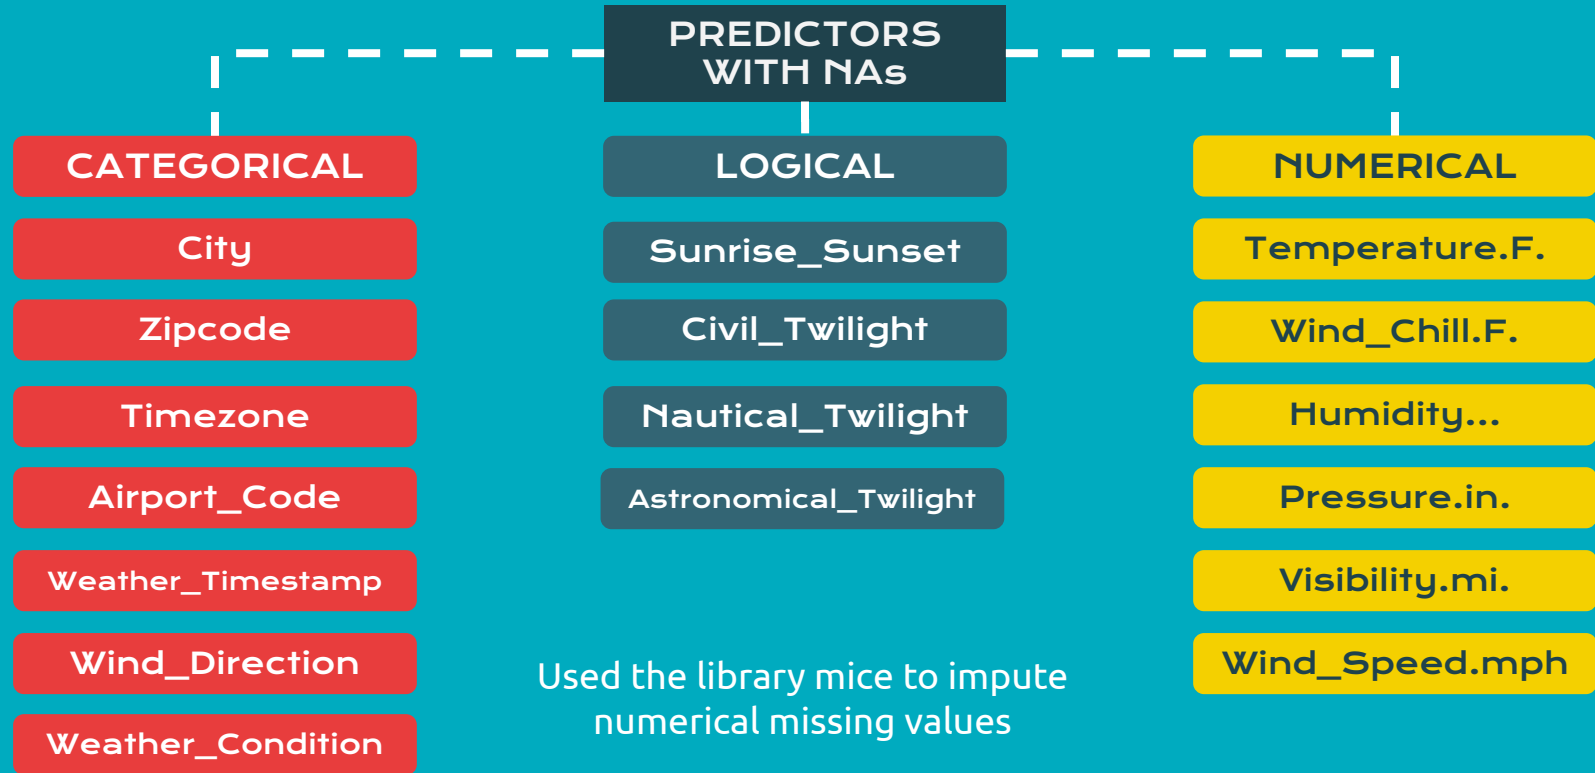 PREDICTORS
WITH NAs
CATEGORICAL
City
Zipcode
Timezone
Airport_Code
Weather_Timestamp
Wind_Direction
Weather_Condition
LOGICAL
Sunrise_Sunset
Civil_Twilight
Nautical_Twilight
Astronomical_Twilight
Used the library mice to impute
numerical missing values
NUMERICAL
Temperature.F.
Wind_Chill.F.
Humidity...
Pressure.in.
Visibility.mi.
Wind_Speed.mph